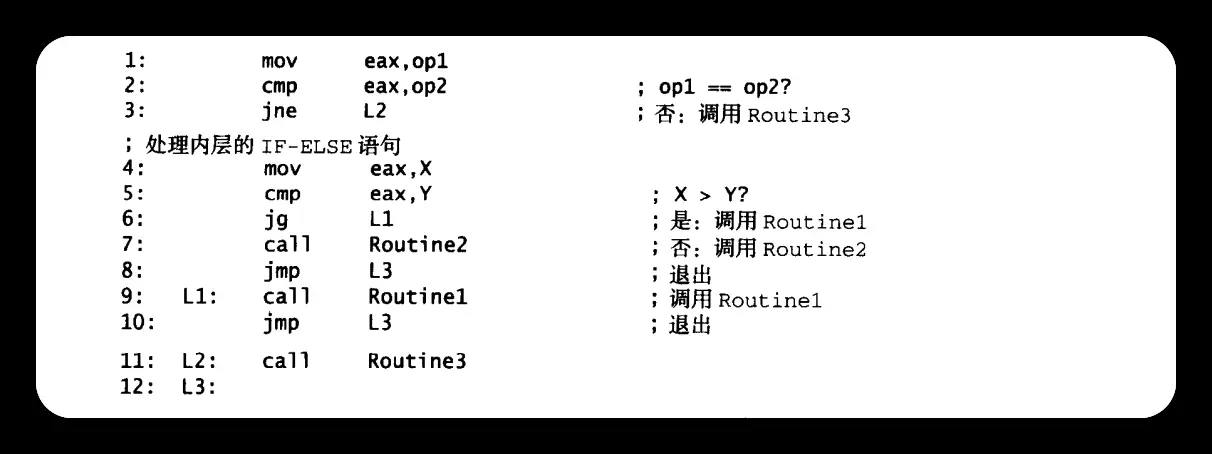 1: mov eax,op1
2: cmp eax,op2 ; op1 == op2?
3: jne L2 ; 否：调用 Routine3
; 处理内层的 IF-ELSE 语句
4: mov eax,X
5: cmp eax,Y ; X > Y?
6: jg L1 ; 是：调用 Routine1
7: call Routine2 ; 否：调用 Routine2
8: jmp L3 ; 退出
9: L1: call Routine1 ; 调用 Routine1
10: jmp L3 ; 退出
11: L2: call Routine3
12: L3: